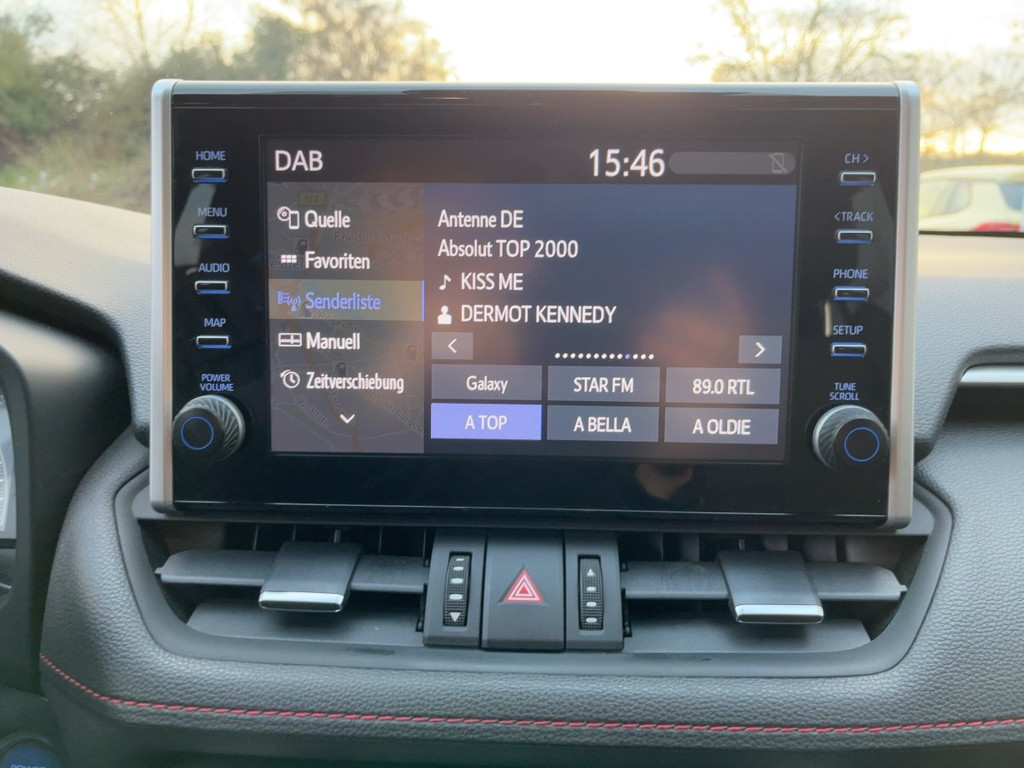 HOME
MENU
AUDIO
MAP
POWER
VOLUME
DAB
15:46
Quelle
Favoriten
Senderliste
Manuell
Zeitverschiebung
Antenne DE
Absolut TOP 2000
KISS ME
DERMOT KENNEDY
Galaxy
STAR FM
89.0 RTL
A TOP
A BELLA
A OLDIE
CH >
< TRACK
PHONE
SETUP
TUNE
SCROLL
POWER